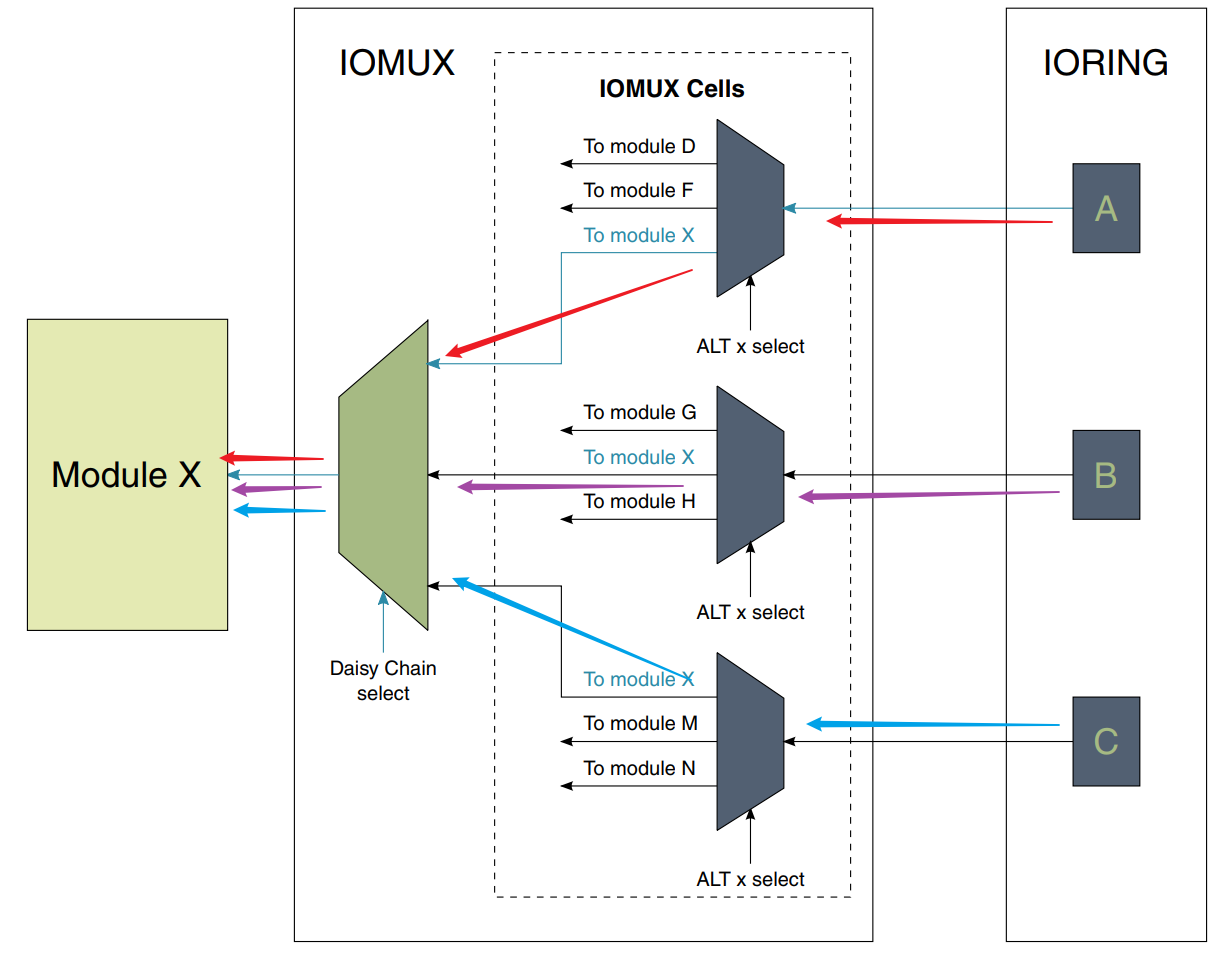 IOMUX
IORING
IOMUX Cells
To module D
To module F
To module X
A
ALT x select
To module G
To module X
To module H
B
Module X
ALT x select
Daisy Chain
select
To module X
To module M
To module N
C
ALT x select